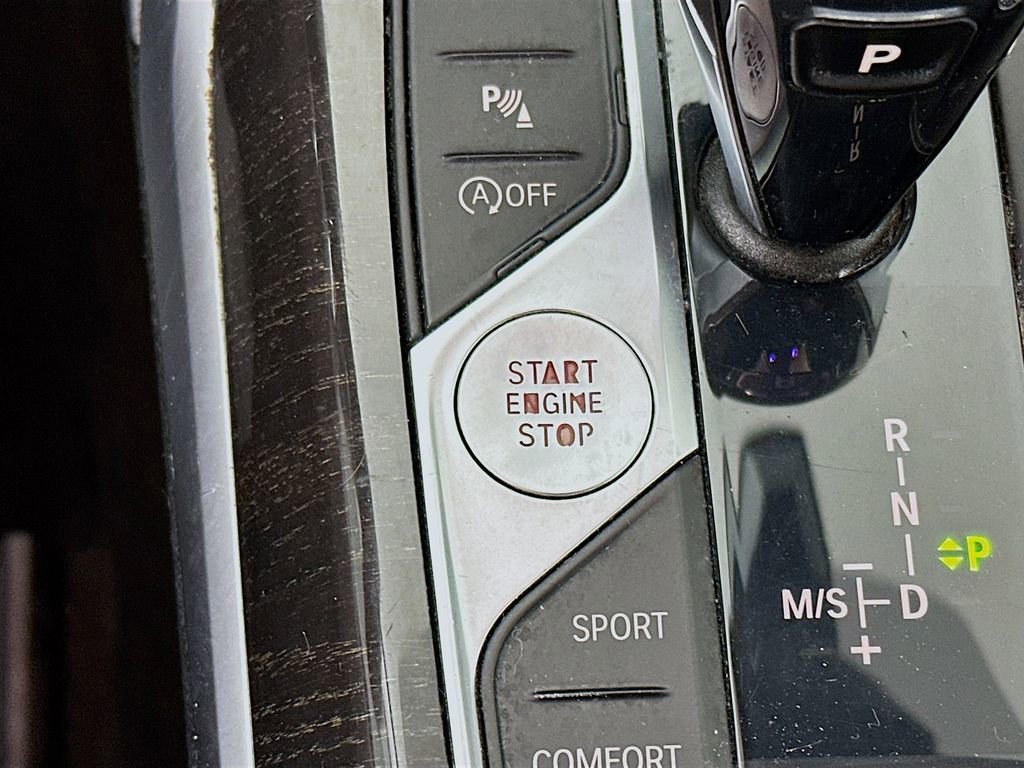 P
P
A OFF
START
ENGINE
STOP
R
N
P
M/S D
SPORT
COMFORT